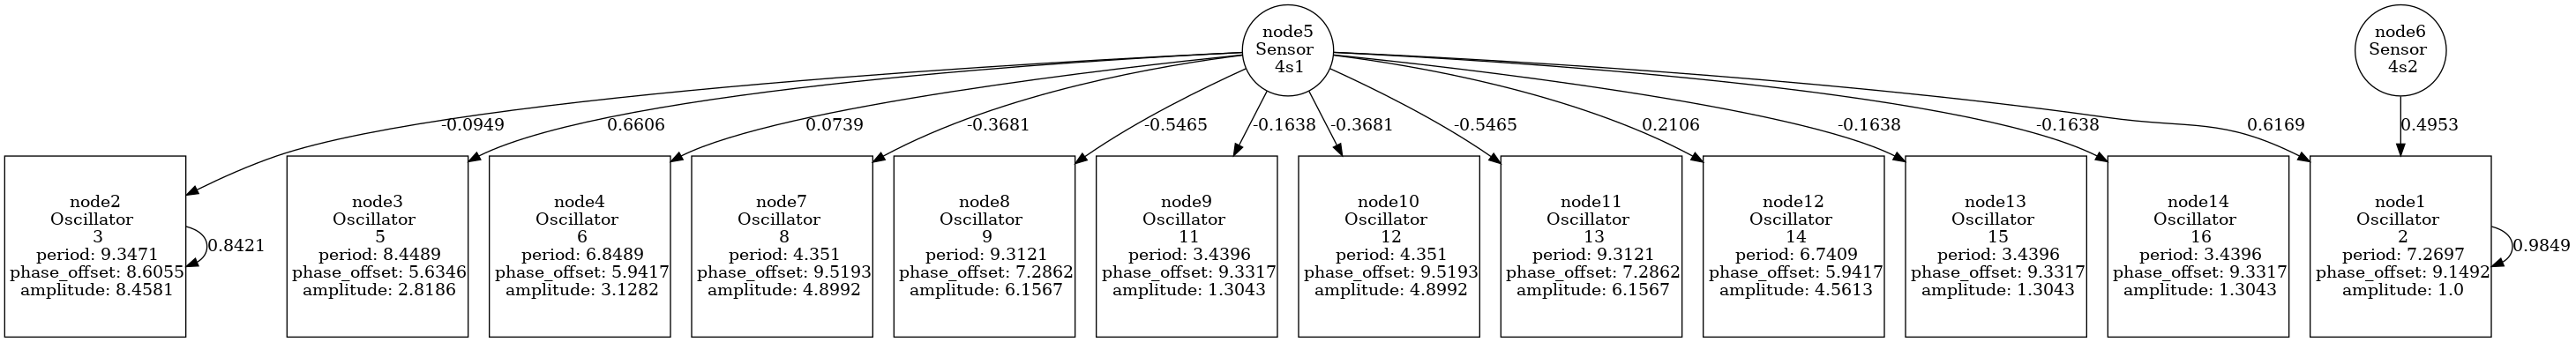 node5
Sensor
4s1
node6
Sensor
4s2
-0.0949
0.6606
0.0739
-0.3681
-0.5465
-0.1638
-0.3681
-0.5465
0.2106
-0.1638
-0.1638
0.6169
0.4953
node2
Oscillator
3
period: 9.3471
phase_offset: 8.6055
amplitude: 8.4581
0.8421
node3
Oscillator
5
period: 8.4489
phase_offset: 5.6346
amplitude: 2.8186
node4
Oscillator
6
period: 6.8489
phase_offset: 5.9417
amplitude: 3.1282
node7
Oscillator
8
period: 4.351
phase_offset: 9.5193
amplitude: 4.8992
node8
Oscillator
9
period: 9.3121
phase_offset: 7.2862
amplitude: 6.1567
node9
Oscillator
11
period: 3.4396
phase_offset: 9.3317
amplitude: 1.3043
node10
Oscillator
12
period: 4.351
phase_offset: 9.5193
amplitude: 4.8992
node11
Oscillator
13
period: 9.3121
phase_offset: 7.2862
amplitude: 6.1567
node12
Oscillator
14
period: 6.7409
phase_offset: 5.9417
amplitude: 4.5613
node13
Oscillator
15
period: 3.4396
phase_offset: 9.3317
amplitude: 1.3043
node14
Oscillator
16
period: 3.4396
phase_offset: 9.3317
amplitude: 1.3043
node1
Oscillator
2
period: 7.2697
phase_offset: 9.1492
amplitude: 1.0
0.9849